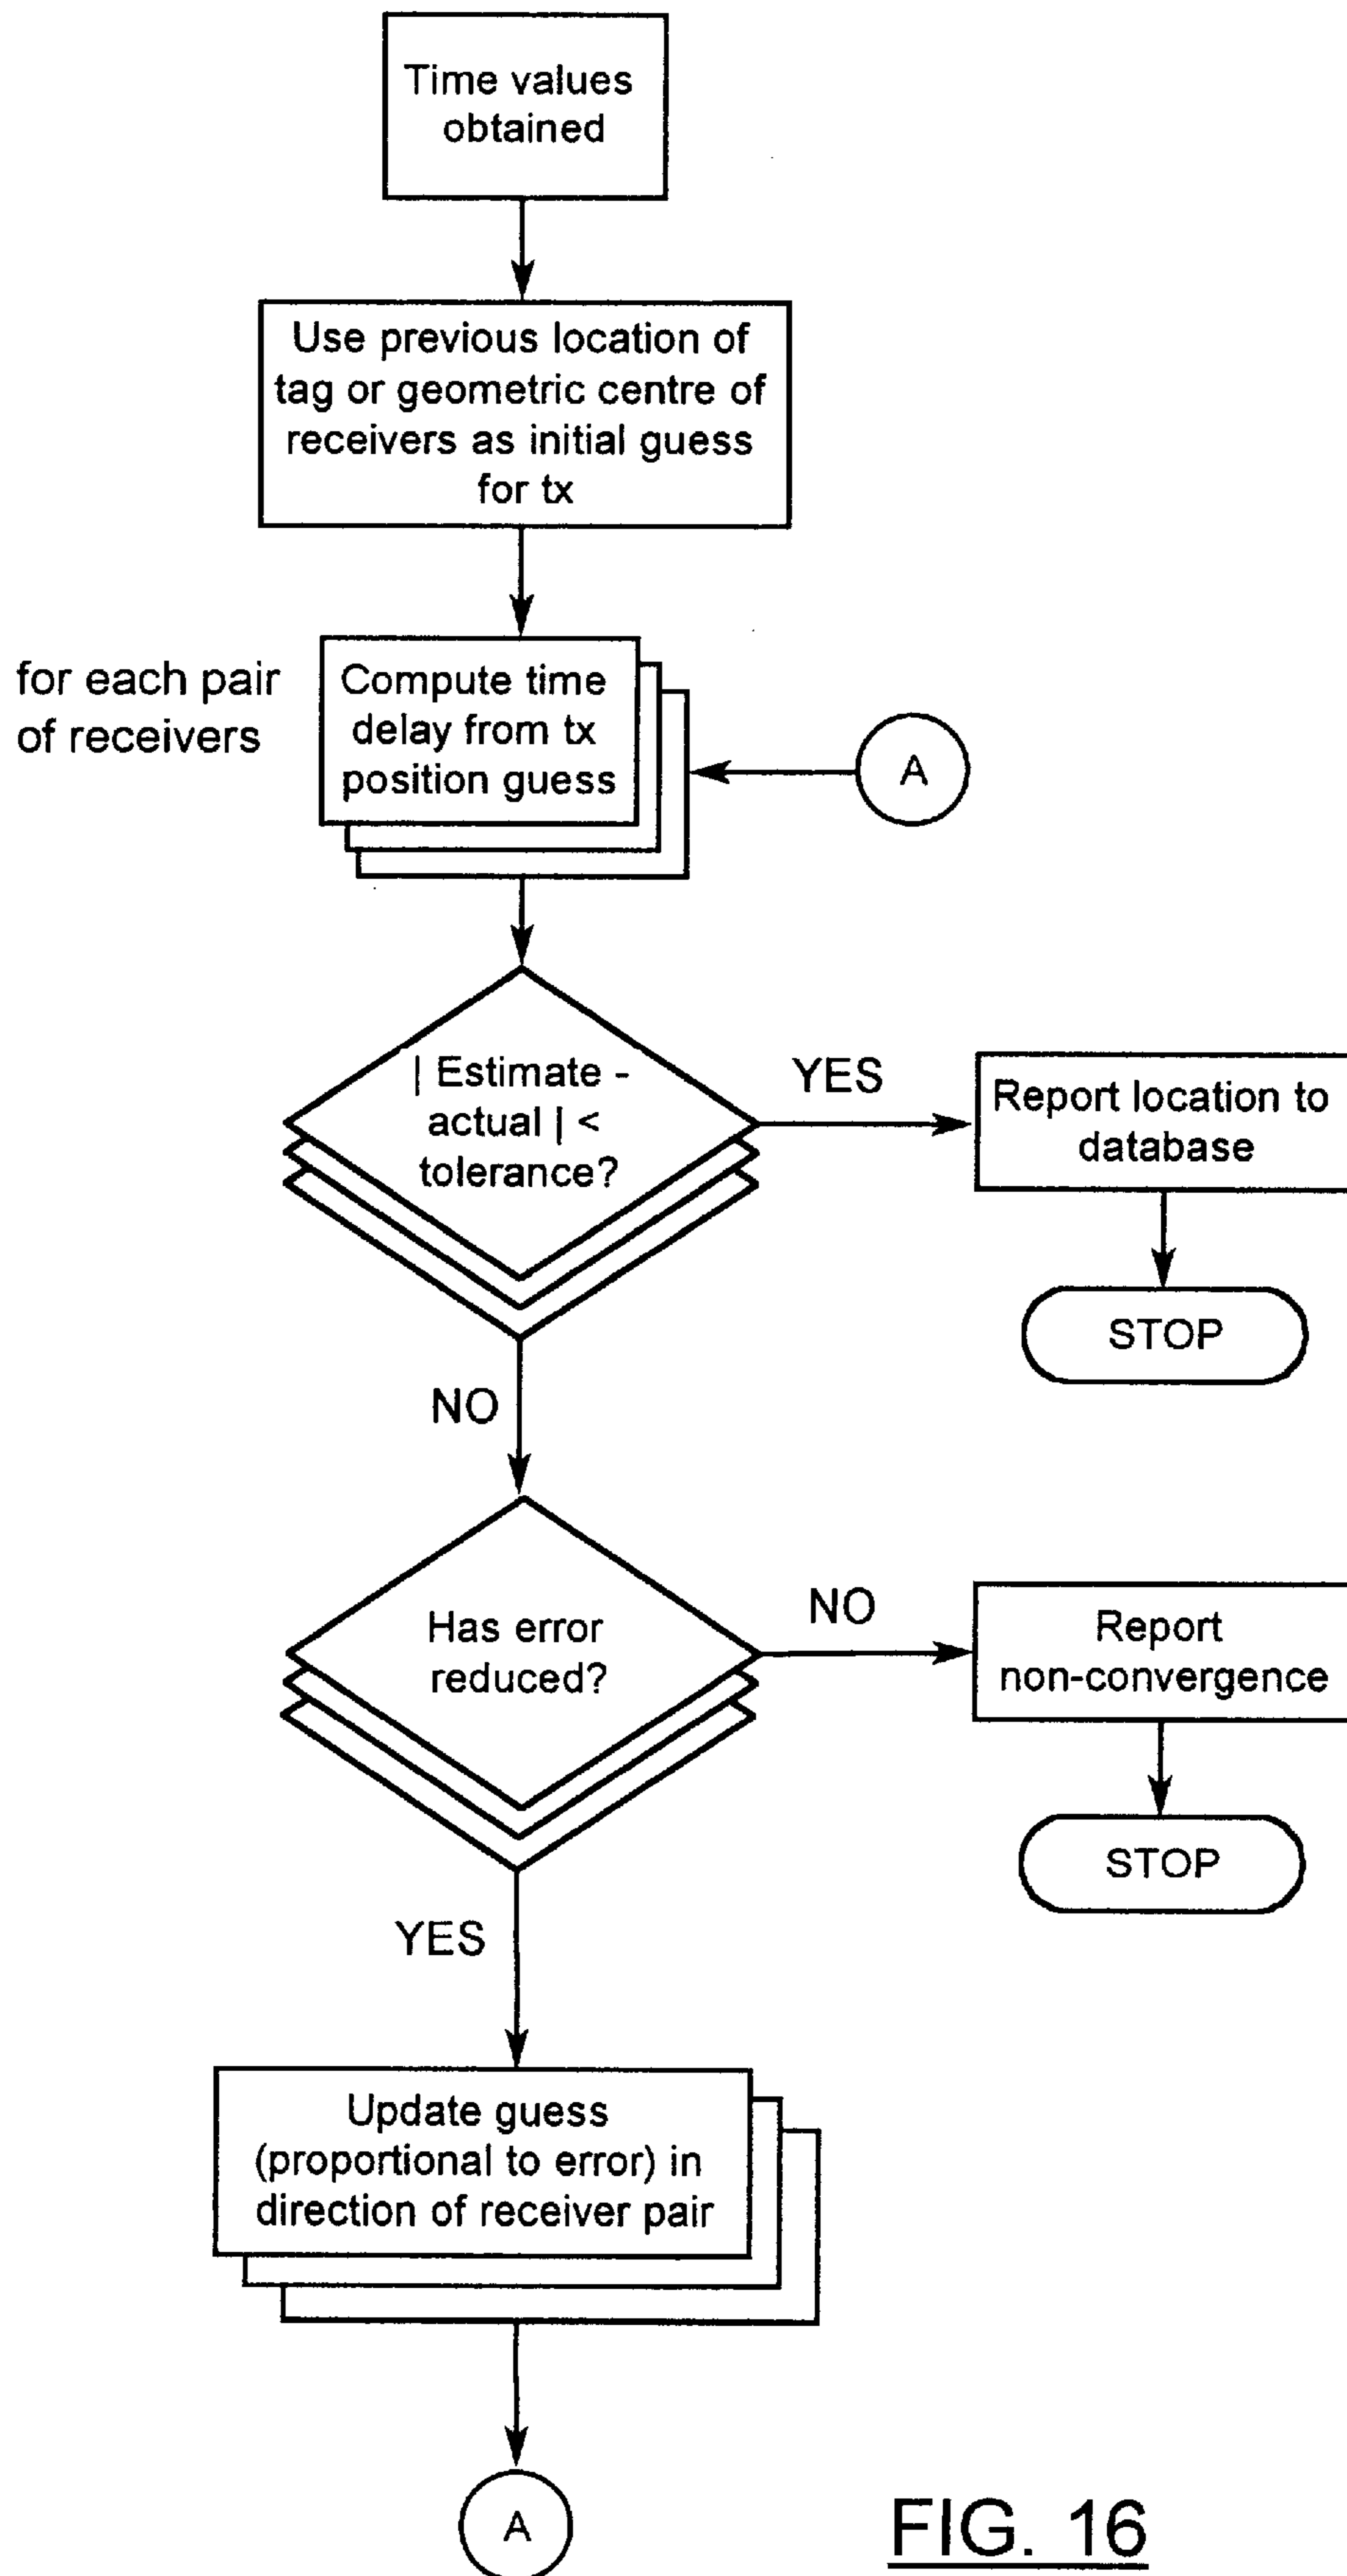 Time values
obtained
Use previous location of
tag or geometric centre of
receivers as initial guess
for tx
for each pair
of receivers
Compute time
delay from tx
position guess
A
| Estimate -
actual | <
tolerance?
YES
Report location to
database
STOP
NO
Has error
reduced?
NO
Report
non-convergence
STOP
YES
Update guess
(proportional to error) in
direction of receiver pair
A
FIG. 16